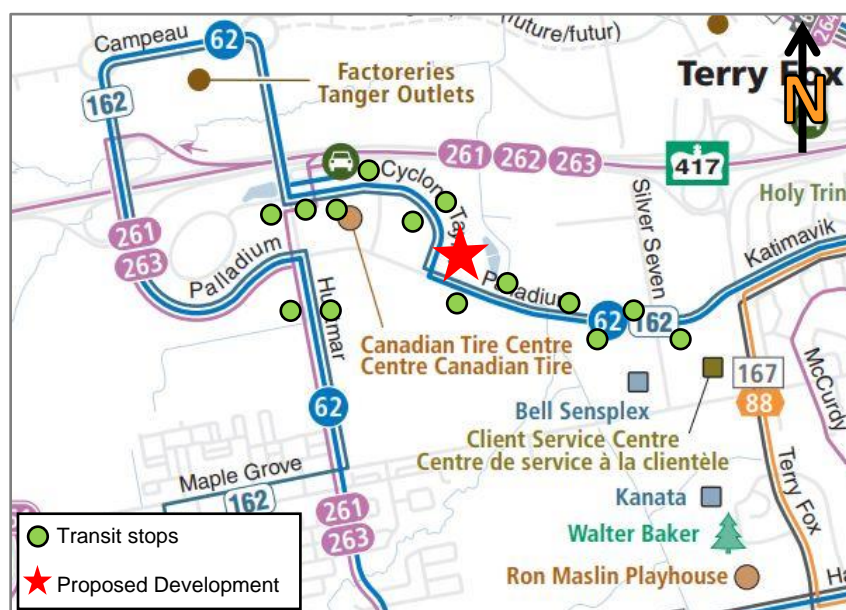 (future/futur)
Campeau
62
264
Factoreries
Tanger Outlets
Terry Fox
N
162
261 262 263
417
Cyclone Tay
Silver Seven
Holy Trin
261
263
Palladium
Huntmar
Palladium
Katimavik
62
162
Canadian Tire Centre
Centre Canadian Tire
McCurdy
167
88
62
Bell Sensplex
Client Service Centre
Centre de service à la clientèle
Maple Grove
162
Terry Fox
Kanata
261
263
Walter Baker
Ron Maslin Playhouse
Ha
Transit stops
Proposed Development